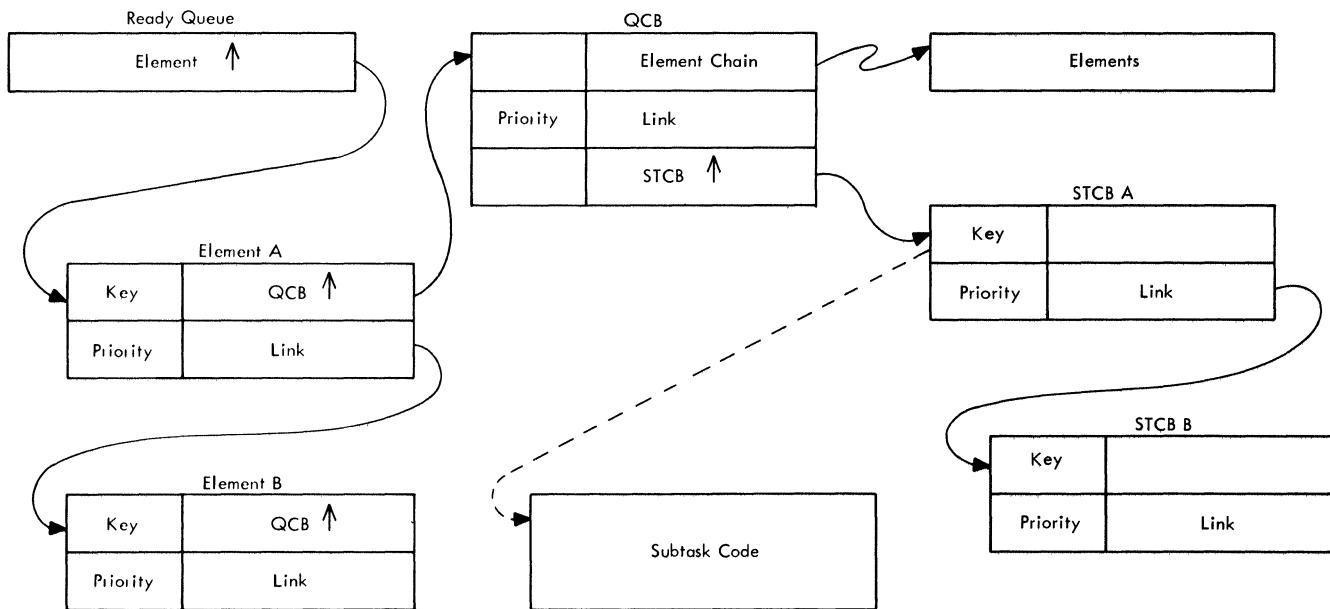 Ready Queue
Element ↑
QCB
Element Chain
Priority Link
STCB ↑
Elements
Element A
Key QCB ↑
Priority Link
STCB A
Key
Priority Link
Element B
Key QCB ↑
Priority Link
Subtask Code
STCB B
Key
Priority Link